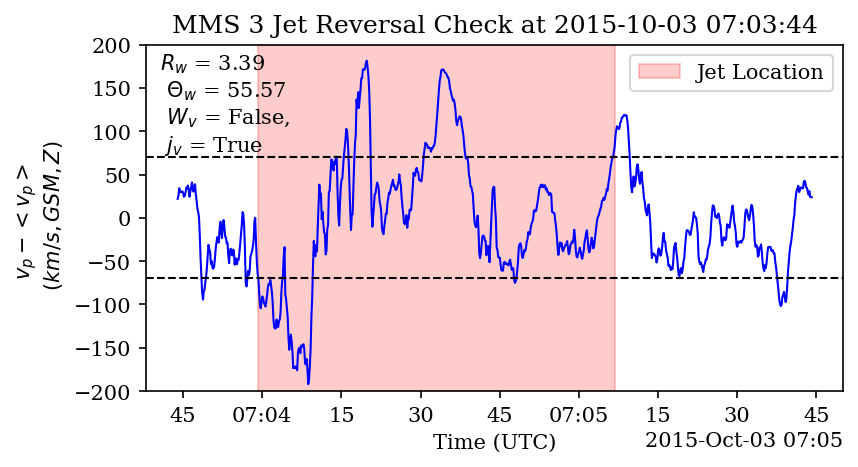 MMS 3 Jet Reversal Check at 2015-10-03 07:03:44
v_p − <v_p>
(km/s, GSM, Z)
200
150
100
50
0
−50
−100
−150
−200
R_w = 3.39
Θ_w = 55.57
W_v = False,
j_v = True
Jet Location
45 07:04 15 30 45 07:05 15 30 45
Time (UTC)
2015-Oct-03 07:05